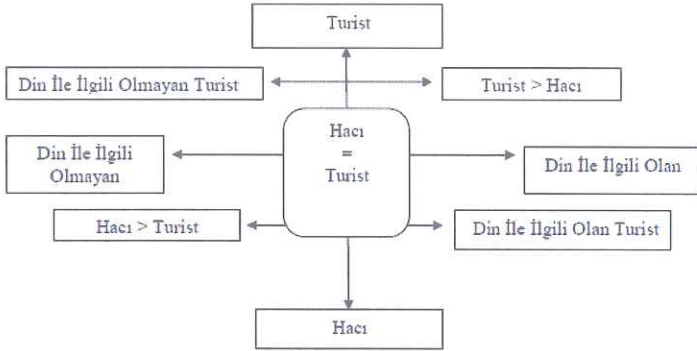 Turist
Din İle İlgili Olmayan Turist
Turist > Hacı
Hacı
=
Turist
Din İle İlgili
Olmayan
Din İle İlgili Olan
Hacı > Turist
Din İle İlgili Olan Turist
Hacı